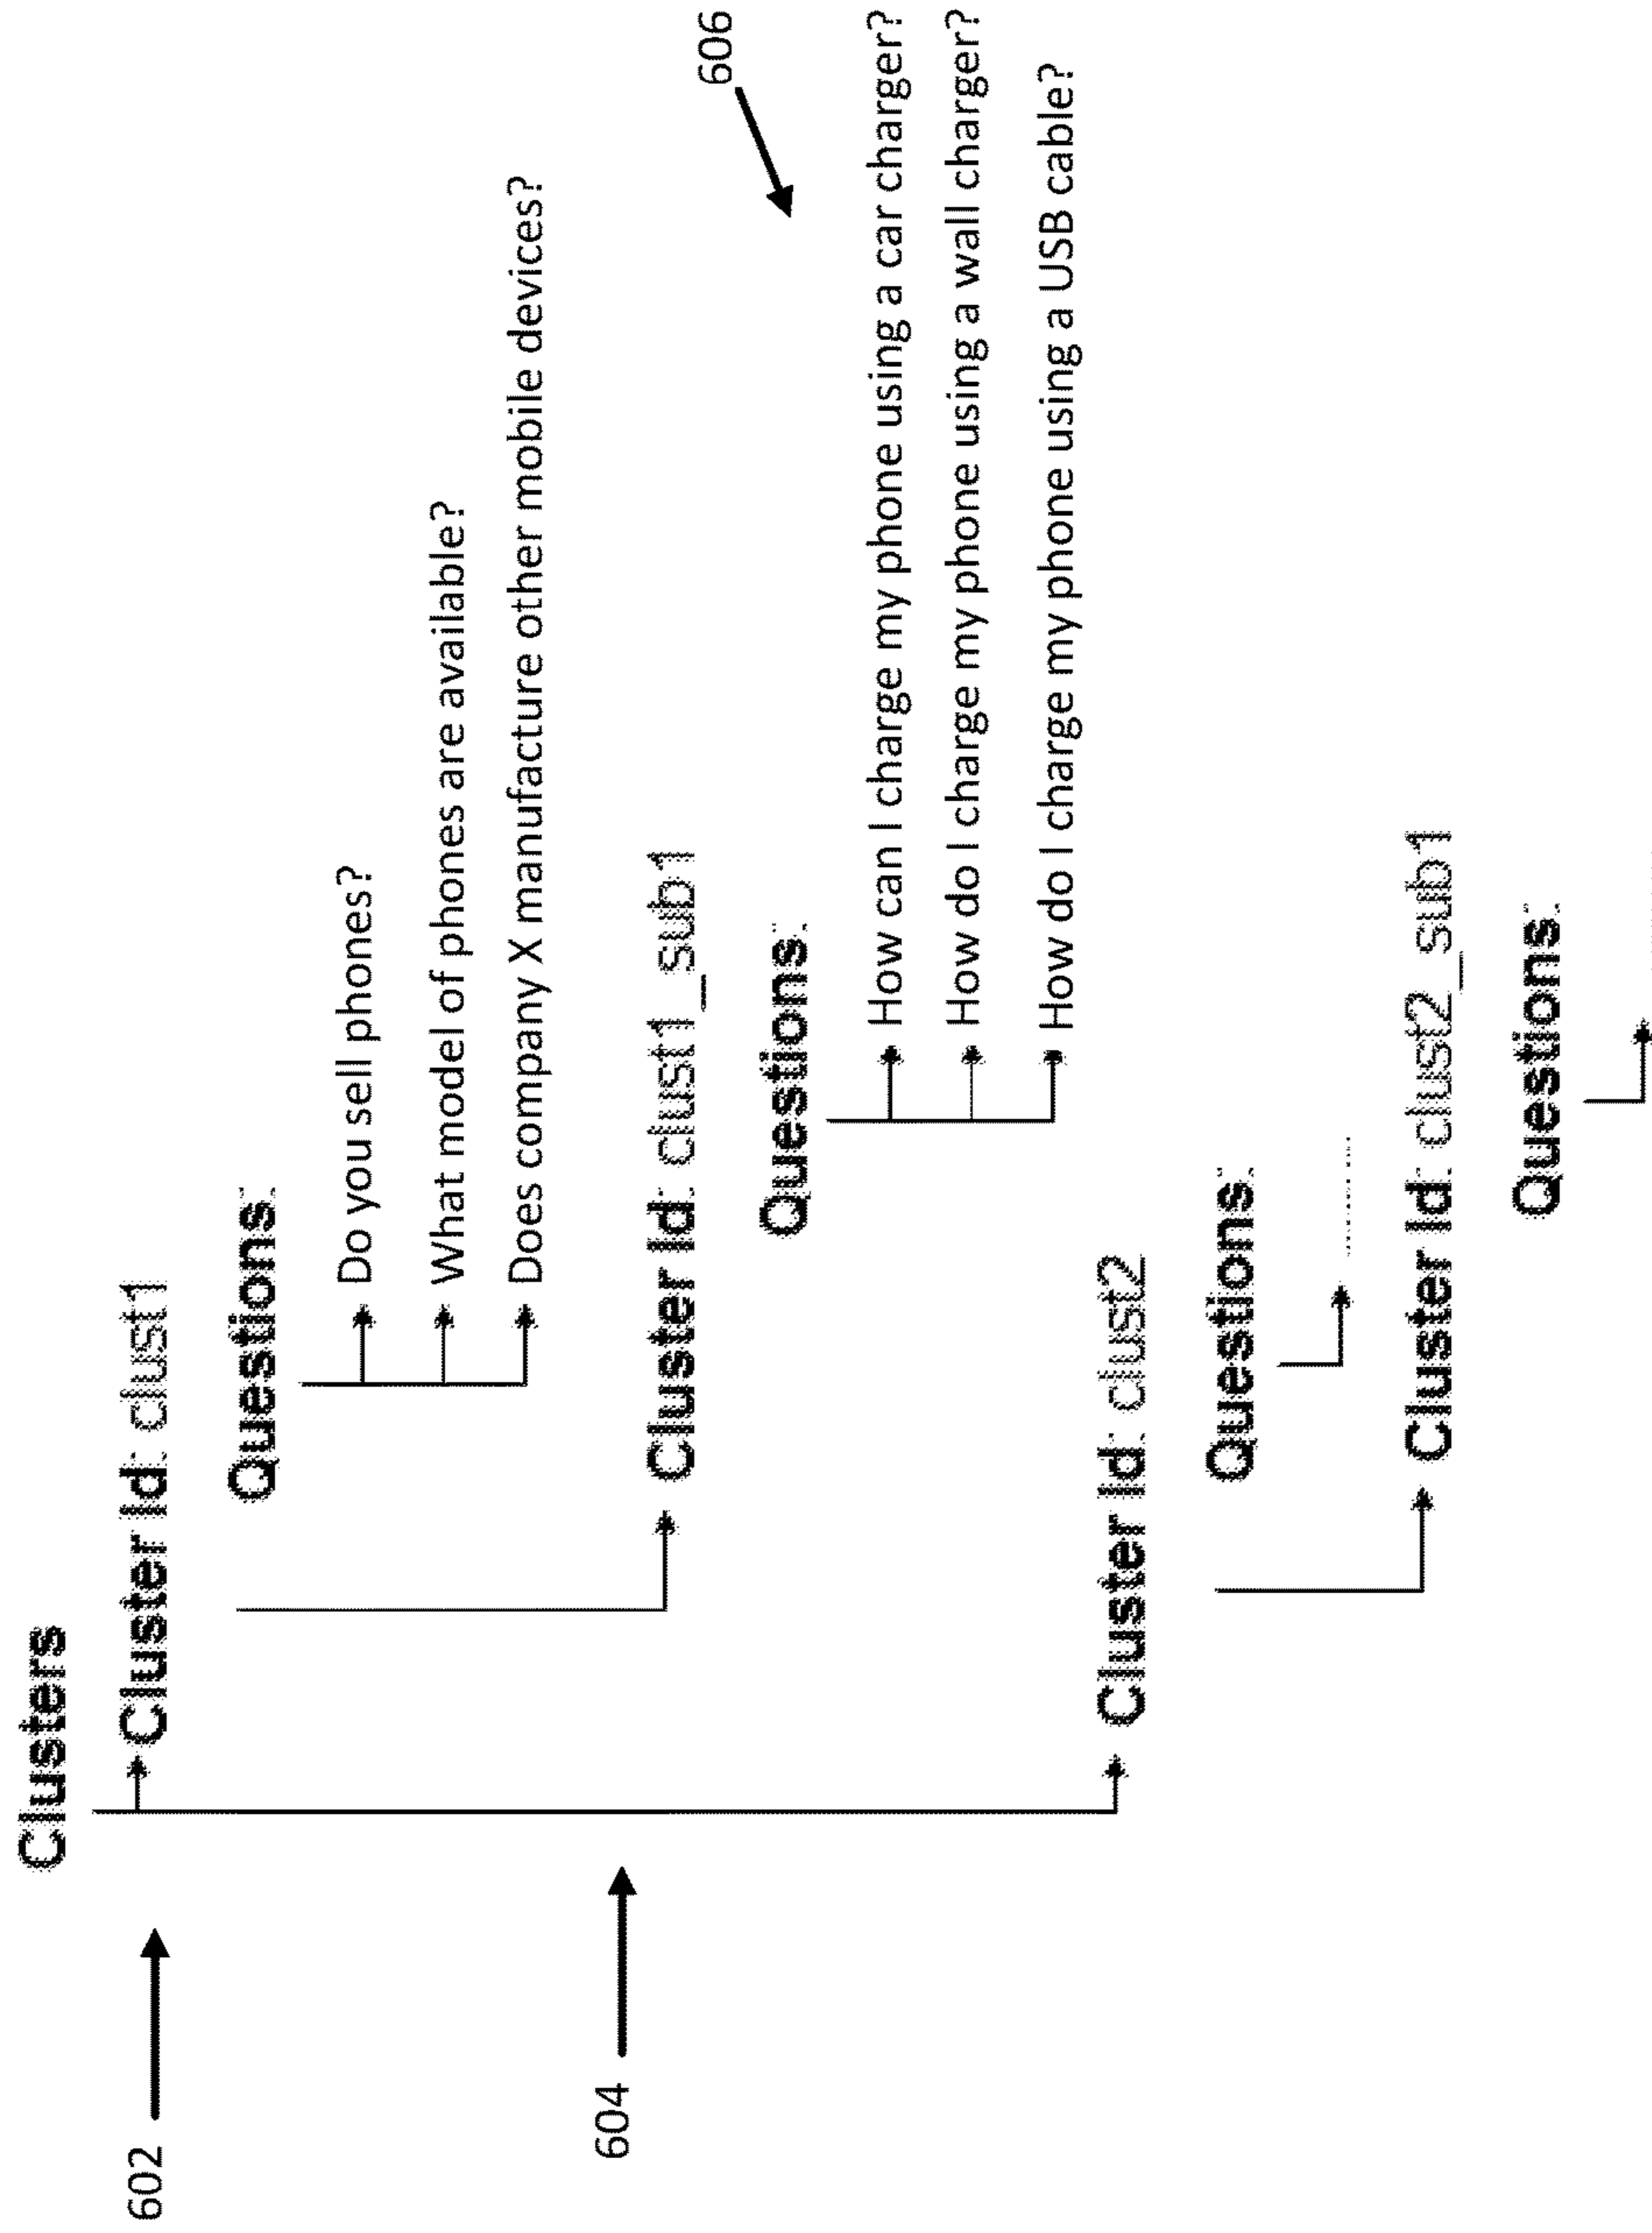 Clusters
602
Cluster Id: clust1
Questions:
Do you sell phones?
What model of phones are available?
Does company X manufacture other mobile devices?
604
Cluster Id: clust1_sub1
606
Questions:
How can I charge my phone using a car charger?
How do I charge my phone using a wall charger?
How do I charge my phone using a USB cable?
Cluster Id: clust2
Questions:
........
Cluster Id: clust2_sub1
Questions: